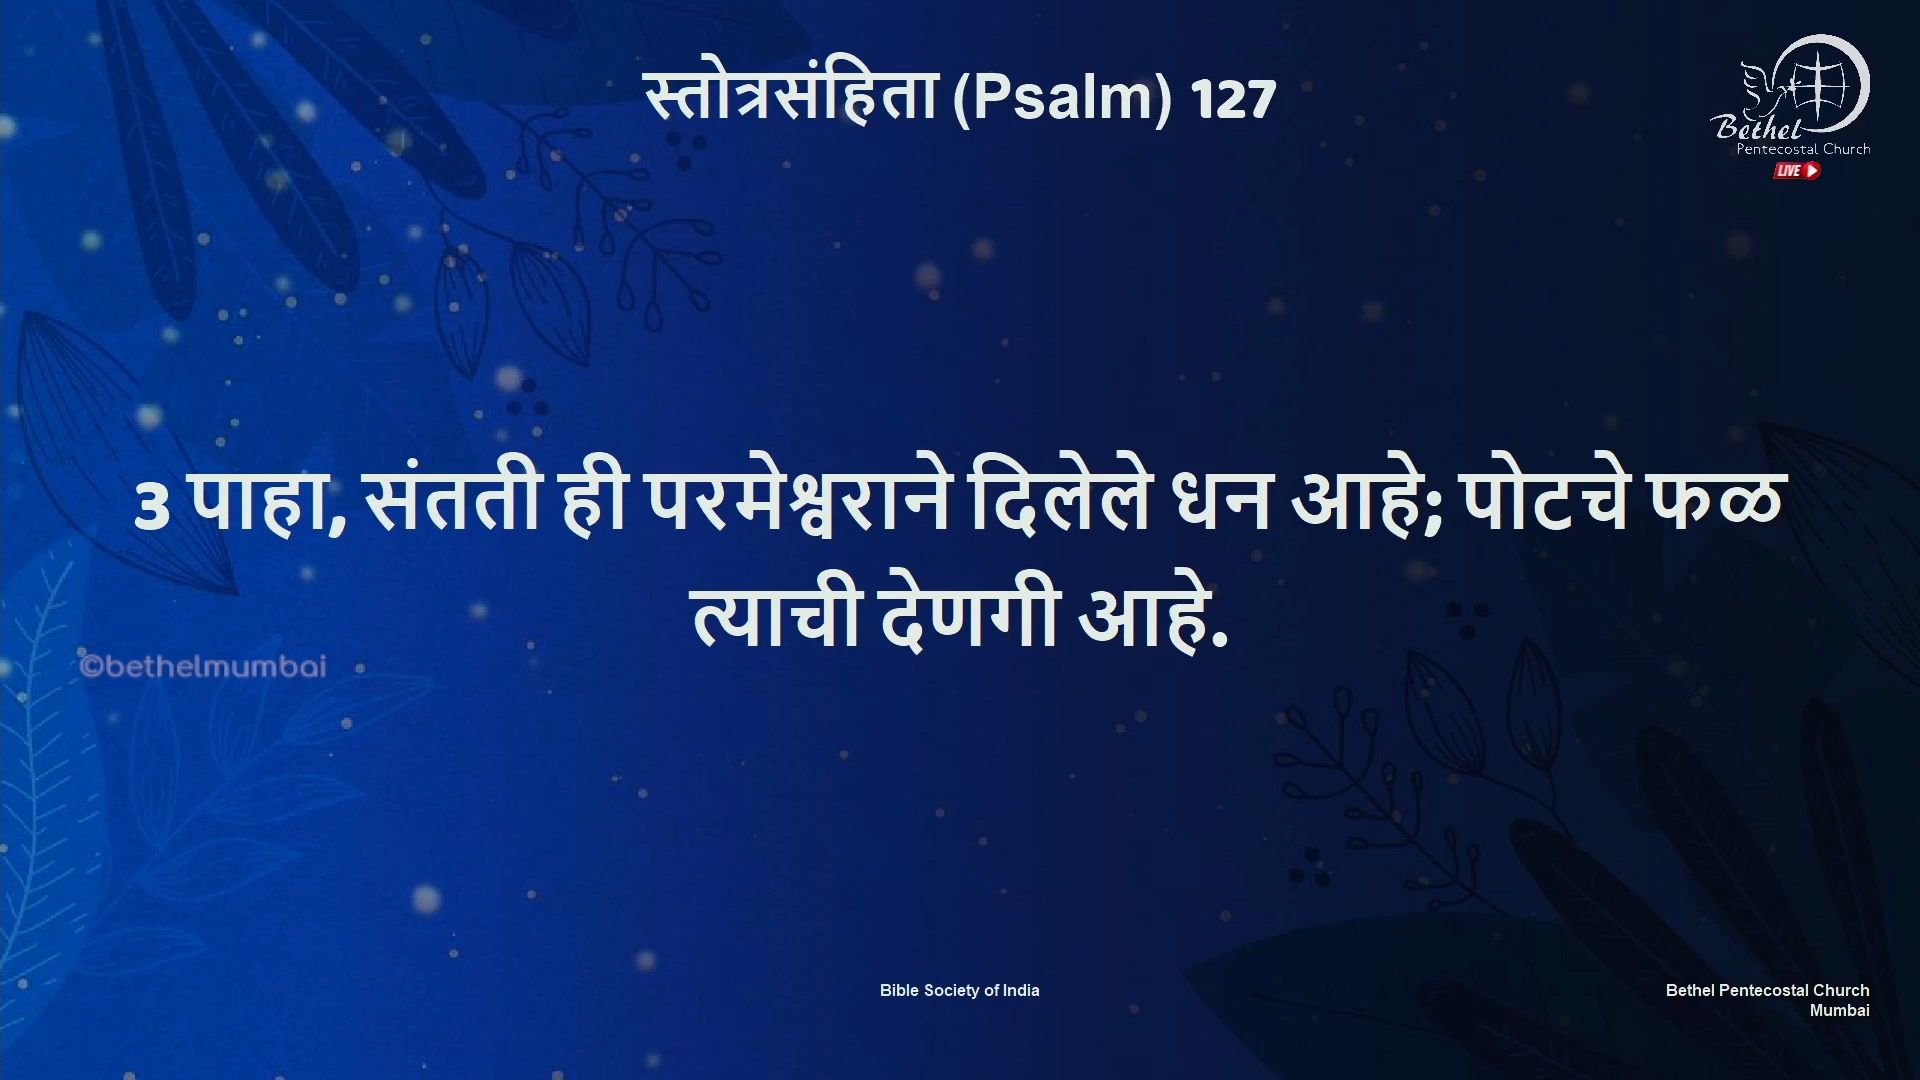 स्तोत्रसंहिता (Psalm) 127
Bethel
Pentecostal Church
LIVE
3 पाहा, संतती ही परमेश्वराने दिलेले धन आहे; पोटचे फळ
त्याची देणगी आहे.
©bethelmumbai
Bible Society of India
Bethel Pentecostal Church
Mumbai